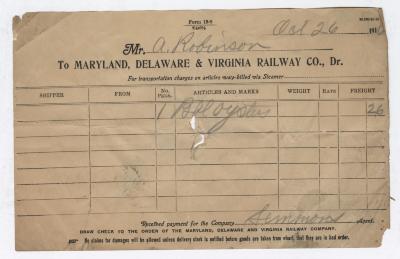 Form 18-9
Oct 26 191
Mr. A. Robinson
To MARYLAND, DELAWARE & VIRGINIA RAILWAY CO., Dr.
For transportation charges on articles way-billed via Steamer
SHIPPER FROM No. Pkgs. ARTICLES AND MARKS WEIGHT RATE FREIGHT
1 Bbl oysters 26
Received payment for the Company, Simmons Agent.
DRAW CHECK TO THE ORDER OF THE MARYLAND, DELAWARE AND VIRGINIA RAILWAY COMPANY.
No claims for damages will be allowed unless delivery clerk is notified before goods are taken from wharf, that they are in bad order.